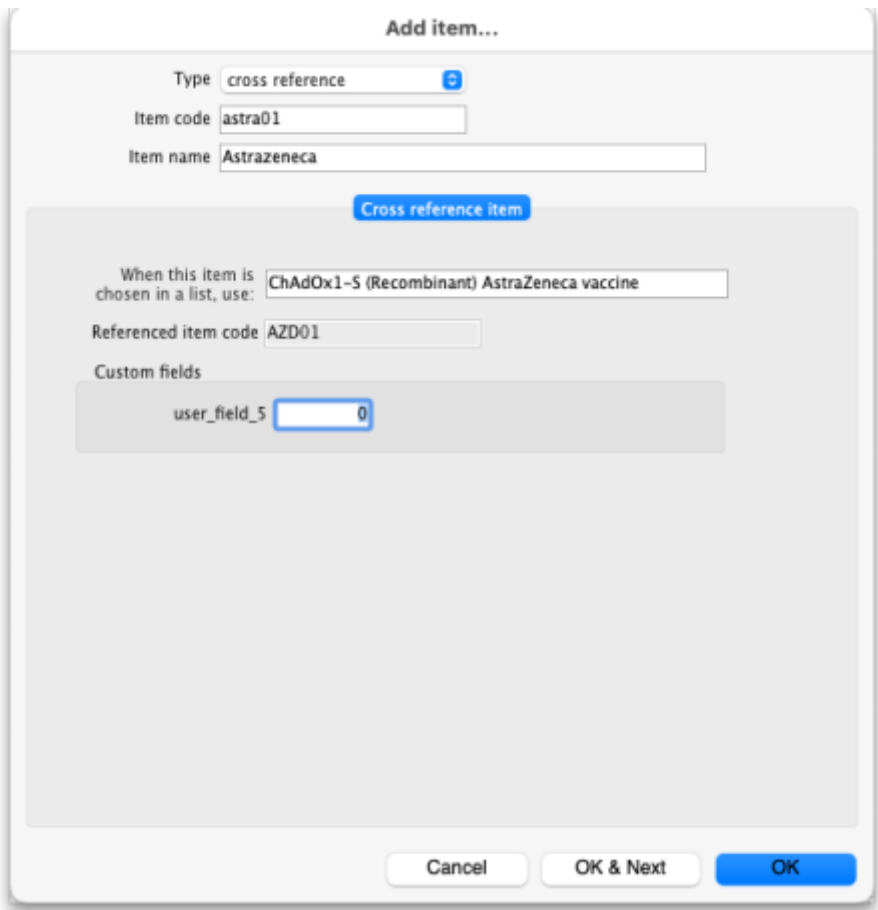 Add item...
Type cross reference
Item code astra01
Item name Astrazeneca
Cross reference item
When this item is
chosen in a list, use: ChAdOx1-S (Recombinant) AstraZeneca vaccine
Referenced item code AZD01
Custom fields
user_field_5 0
Cancel OK & Next OK